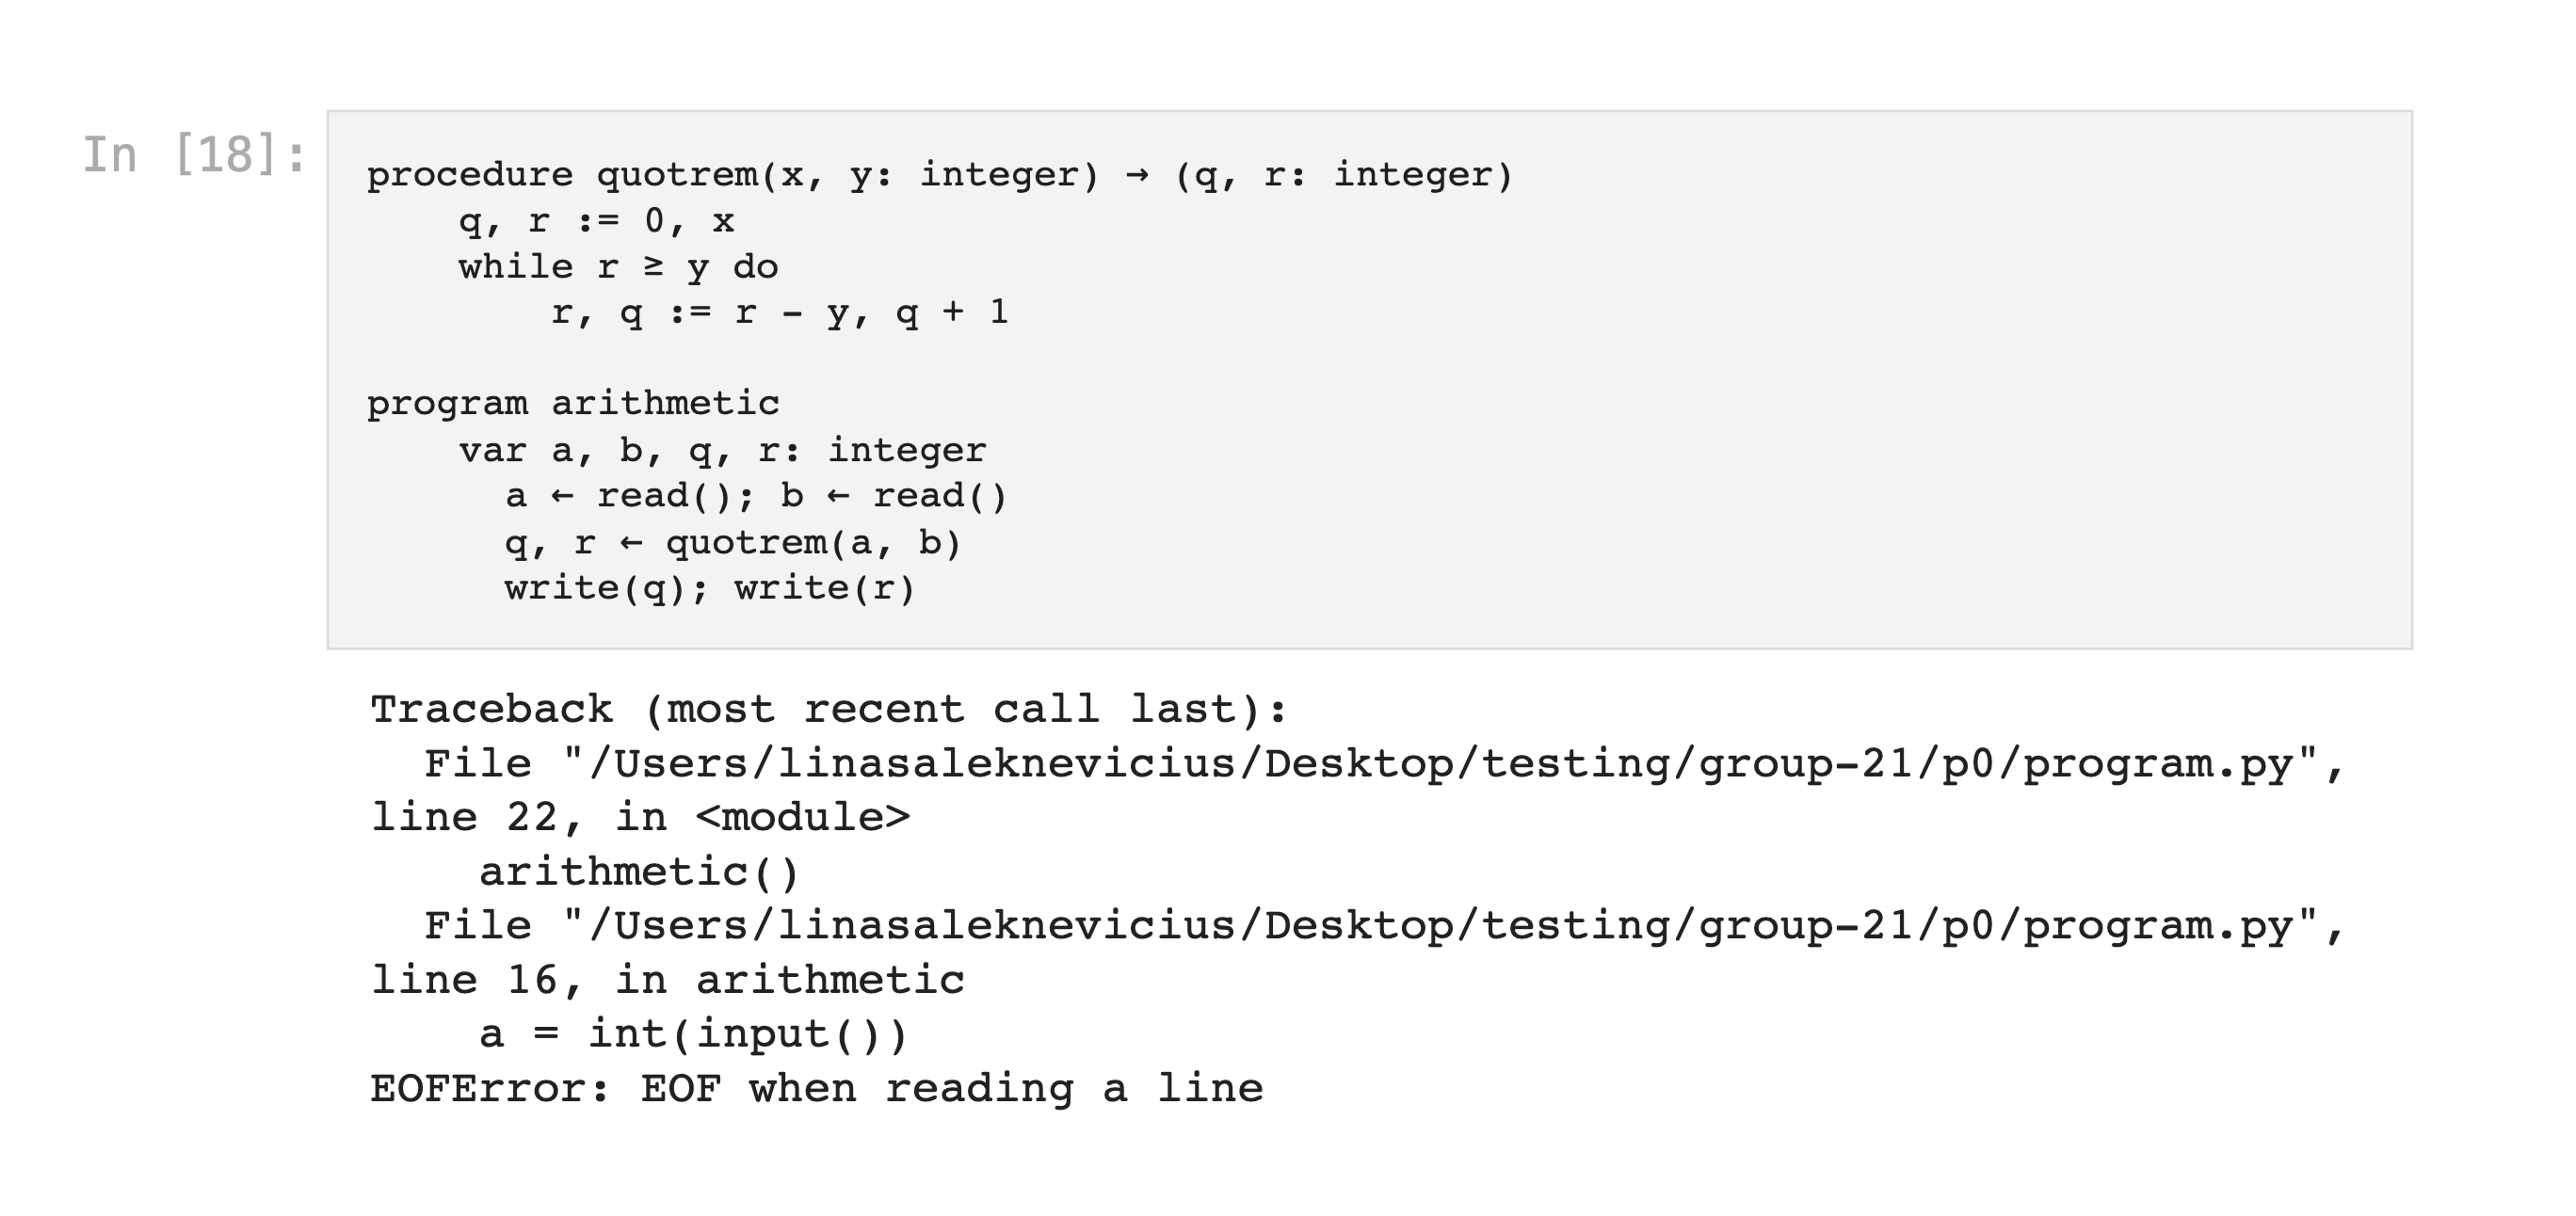 In [18]:
procedure quotrem(x, y: integer) → (q, r: integer)
    q, r := 0, x
    while r ≥ y do
        r, q := r - y, q + 1

program arithmetic
    var a, b, q, r: integer
      a ← read(); b ← read()
      q, r ← quotrem(a, b)
      write(q); write(r)
Traceback (most recent call last):
  File "/Users/linasaleknevicius/Desktop/testing/group-21/p0/program.py",
line 22, in <module>
    arithmetic()
  File "/Users/linasaleknevicius/Desktop/testing/group-21/p0/program.py",
line 16, in arithmetic
    a = int(input())
EOFError: EOF when reading a line